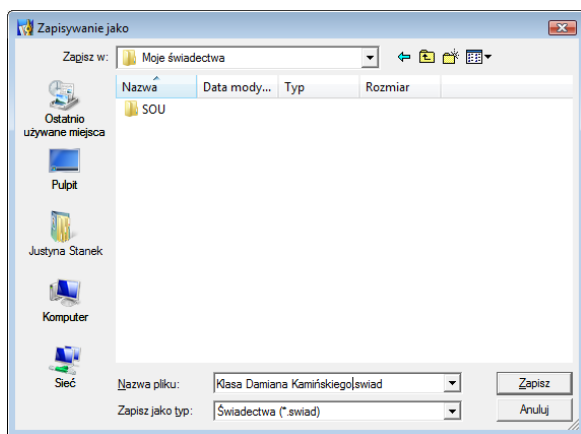 Zapisywanie jako
Zapisz w: Moje świadectwa
Nazwa Data mody... Typ Rozmiar
SOU
Ostatnio
używane miejsca
Pulpit
Justyna Stanek
Komputer
Sieć
Nazwa pliku: Klasa Damiana Kamińskiego|swiad Zapisz
Zapisz jako typ: Świadectwa (*.swiad) Anuluj